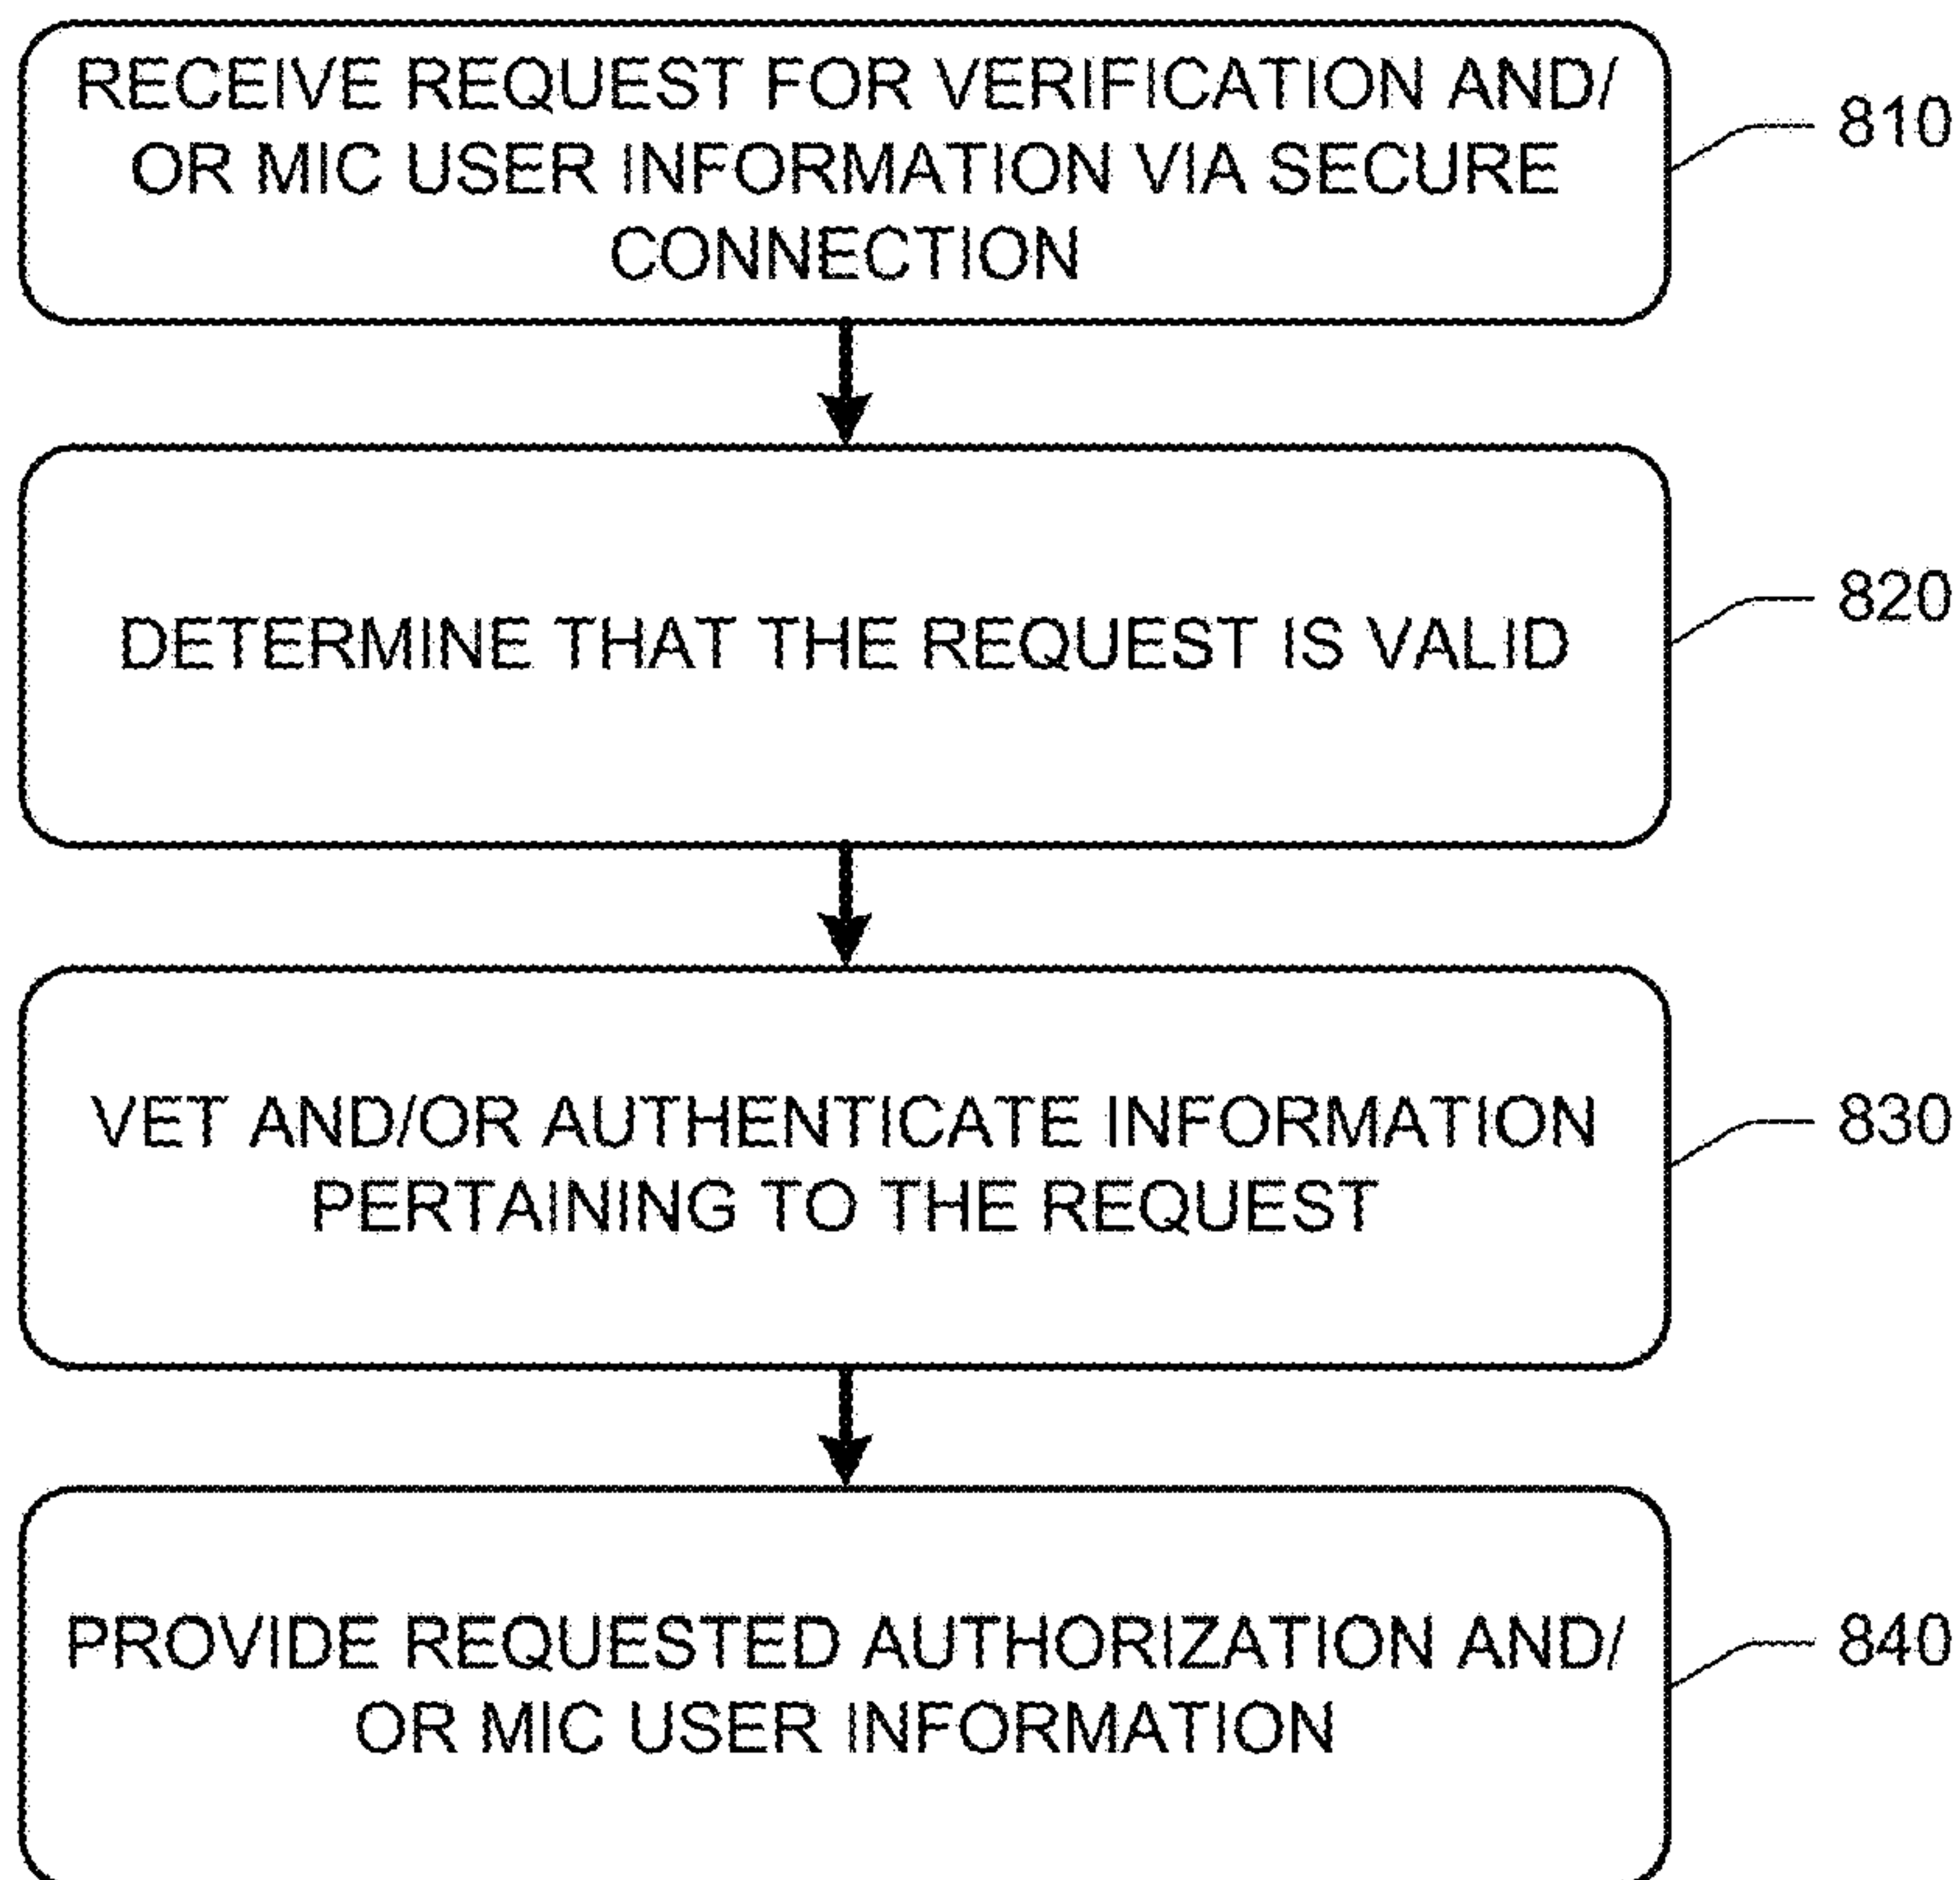 RECEIVE REQUEST FOR VERIFICATION AND/
OR MIC USER INFORMATION VIA SECURE
CONNECTION
810
DETERMINE THAT THE REQUEST IS VALID
820
VET AND/OR AUTHENTICATE INFORMATION
PERTAINING TO THE REQUEST
830
PROVIDE REQUESTED AUTHORIZATION AND/
OR MIC USER INFORMATION
840